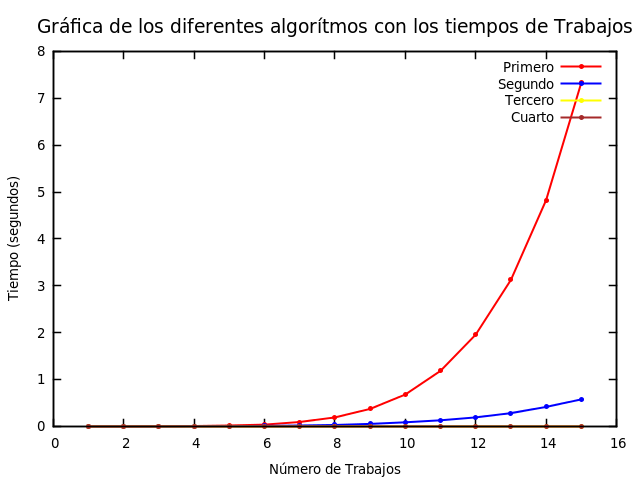 Gráfica de los diferentes algorítmos con los tiempos de Trabajos
8
7
6
5
4
3
2
1
0
Tiempo (segundos)
Primero
Segundo
Tercero
Cuarto
0 2 4 6 8 10 12 14 16
Número de Trabajos